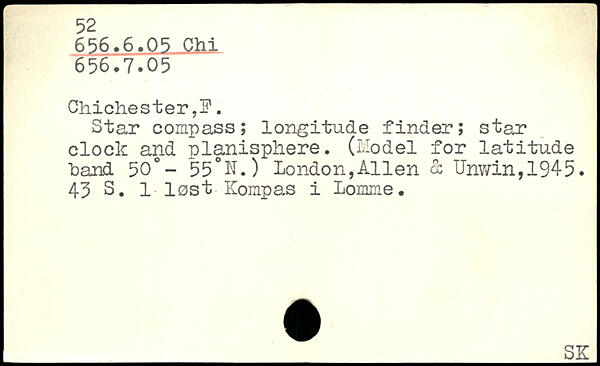 52
656.6.05 Chi
656.7.05
Chichester,F.
Star compass; longitude finder; star
clock and planisphere. (Model for latitude
band 50°- 55°N.) London,Allen & Unwin,1945.
43 S. 1 løst Kompas i Lomme.
SK